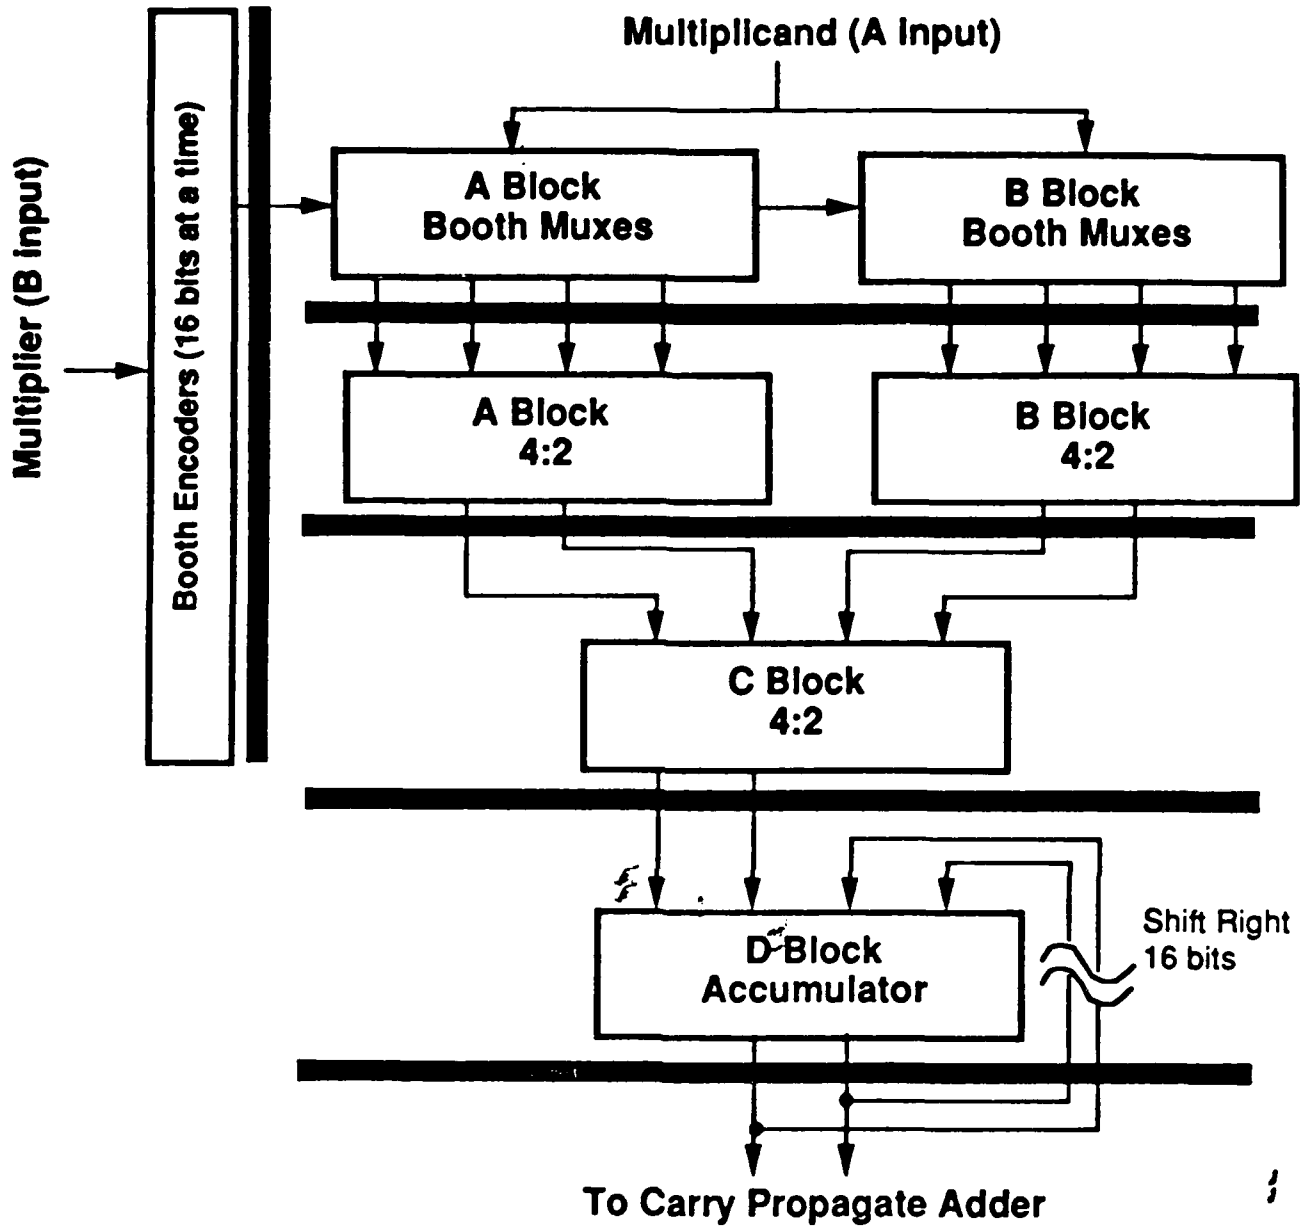 Multiplicand (A input)
Multiplier (B input)
Booth Encoders (16 bits at a time)
A Block
Booth Muxes
B Block
Booth Muxes
A Block
4:2
B Block
4:2
C Block
4:2
D Block
Accumulator
Shift Right
16 bits
To Carry Propagate Adder